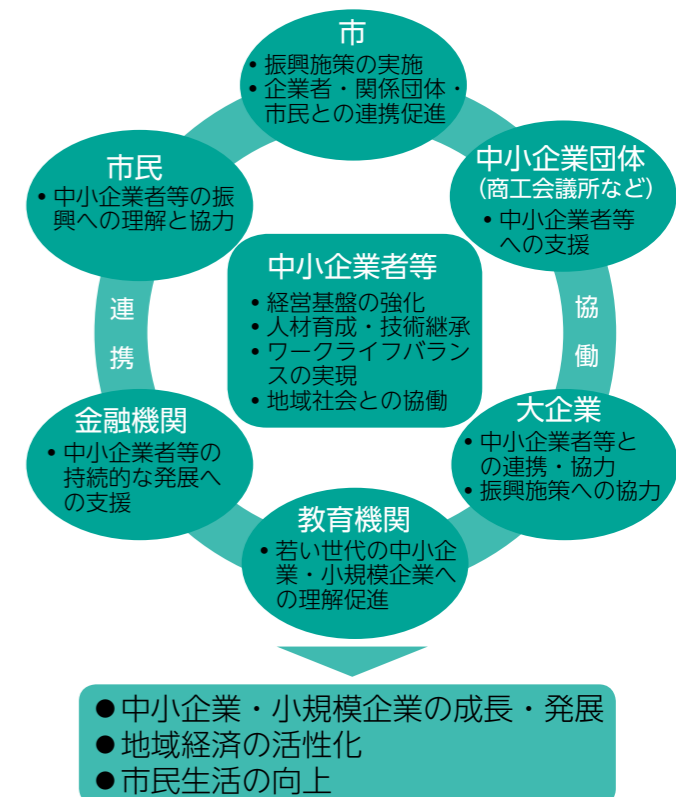 市
• 振興施策の実施
• 企業者・関係団体・
市民との連携促進
市民
• 中小企業者等の振
興への理解と協力
中小企業団体
(商工会議所など)
• 中小企業者等
への支援
中小企業者等
• 経営基盤の強化
• 人材育成・技術継承
• ワークライフバラン
スの実現
• 地域社会との協働
連携
協働
金融機関
• 中小企業者等の
持続的な発展へ
の支援
大企業
• 中小企業者等と
の連携・協力
• 振興施策への協力
教育機関
• 若い世代の中小企
業・小規模企業へ
の理解促進
●中小企業・小規模企業の成長・発展
●地域経済の活性化
●市民生活の向上